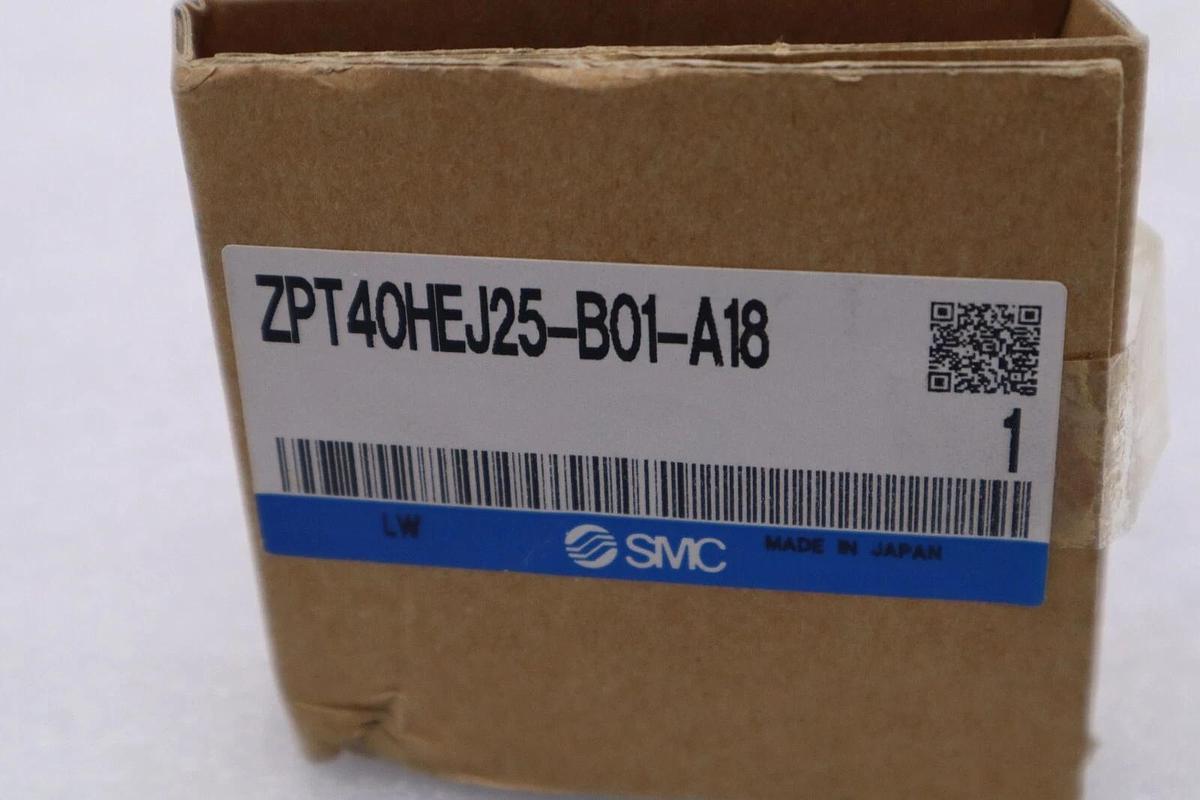 ZPT40HEJ25-B01-A18
1
LW SMC MADE IN JAPAN